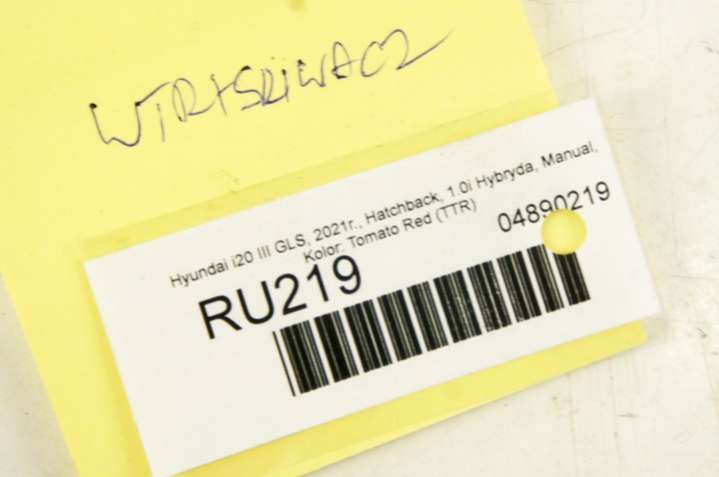 WTRYSKIWACZ
Hyundai i20 III GLS, 2021r., Hatchback, 1.0i Hybryda, Manual,
Kolor: Tomato Red (TTR)
RU219
04890219